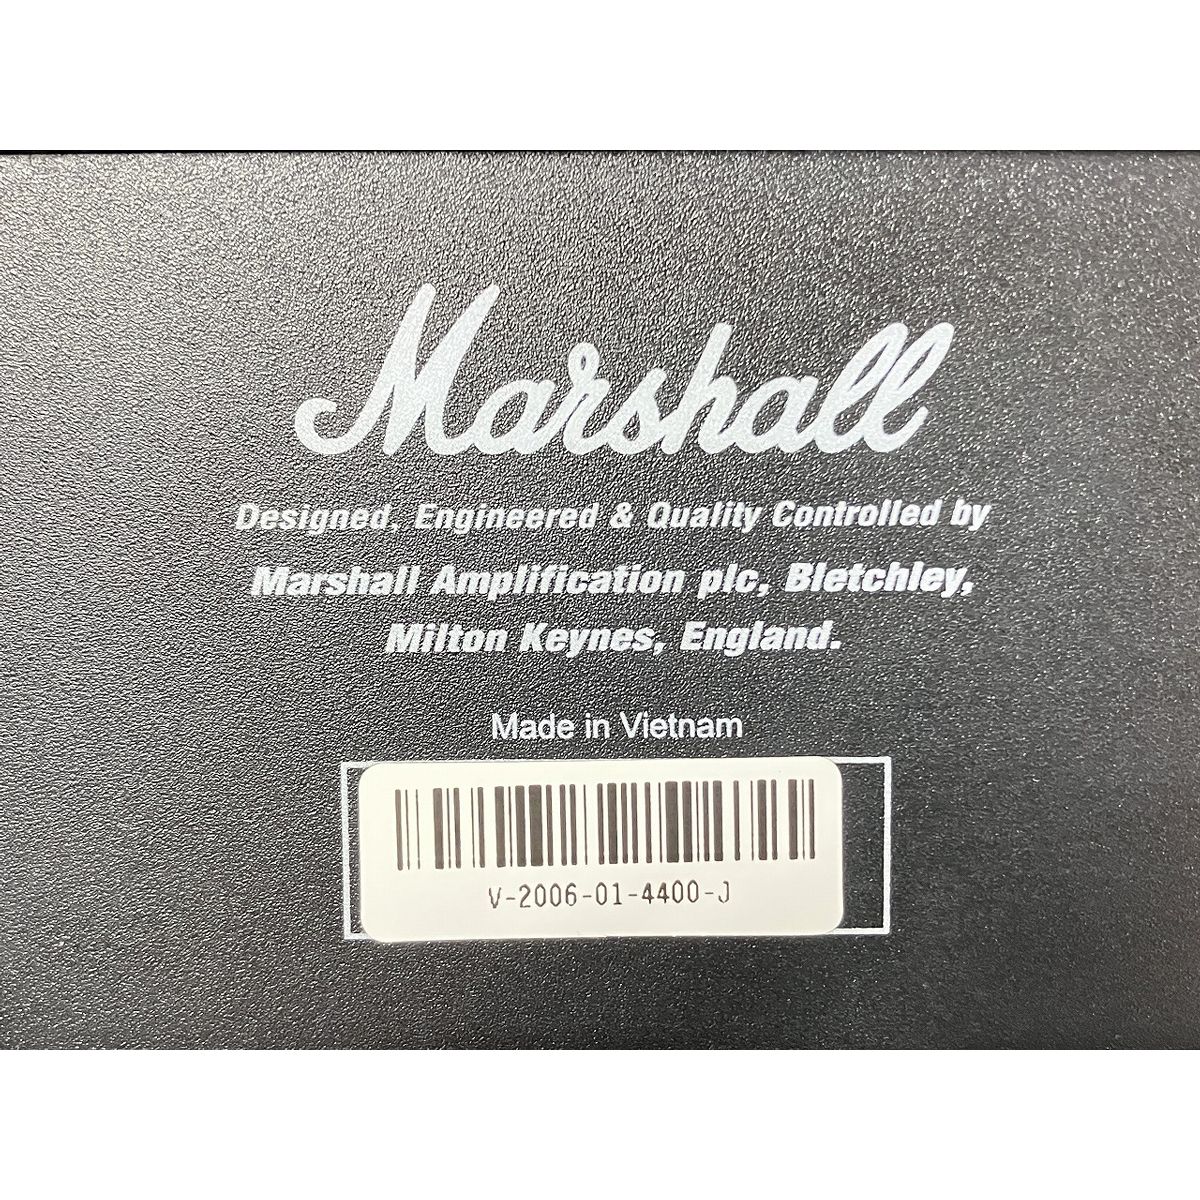 Marshall
Designed, Engineered & Quality Controlled by
Marshall Amplification plc, Bletchley,
Milton Keynes, England.
Made in Vietnam
V-2006-01-4400-J